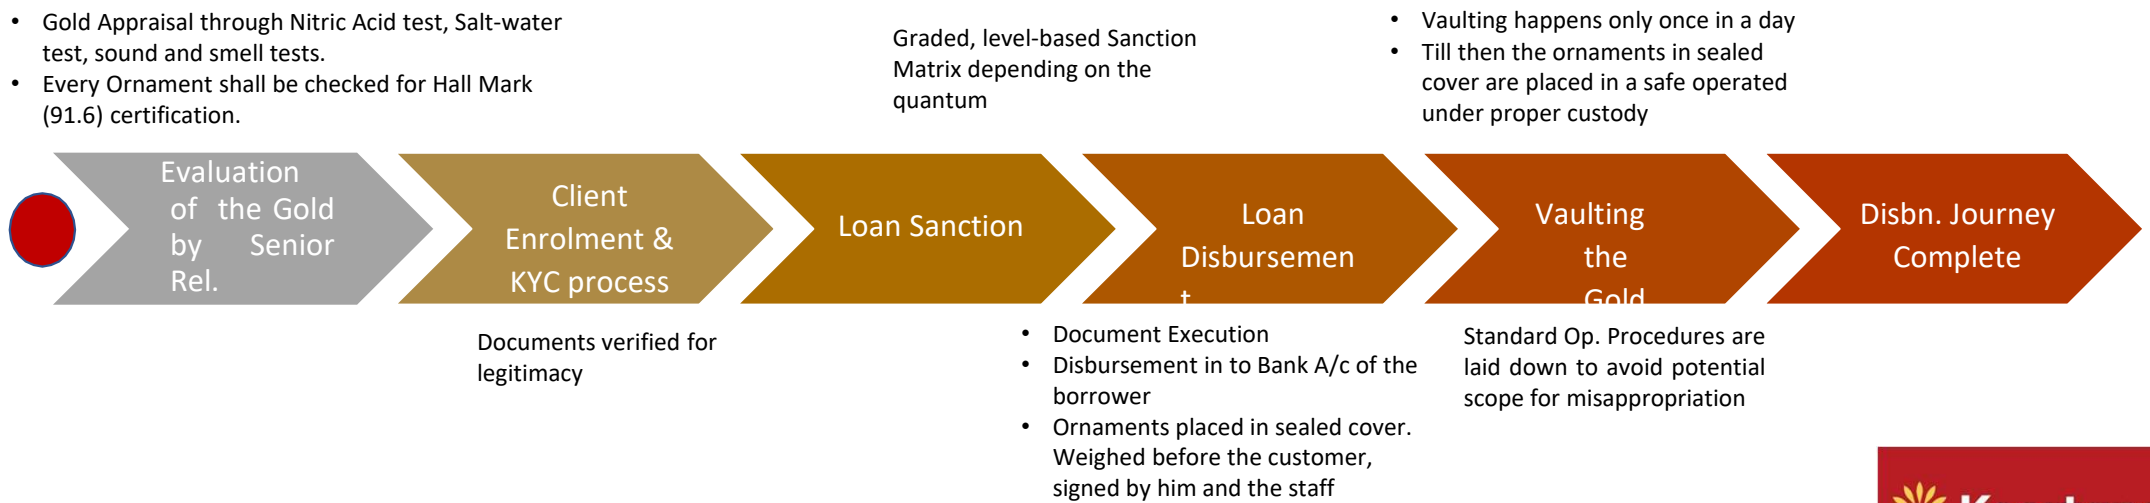 • Gold Appraisal through Nitric Acid test, Salt-water
test, sound and smell tests.
• Every Ornament shall be checked for Hall Mark
(91.6) certification.
Graded, level-based Sanction
Matrix depending on the
quantum
• Vaulting happens only once in a day
• Till then the ornaments in sealed
cover are placed in a safe operated
under proper custody
Evaluation
of the Gold
by Senior
Rel.
Client
Enrolment &
KYC process
Loan Sanction
Loan
Disbursemen
t
Vaulting
the
Gold
Disbn. Journey
Complete
Documents verified for
legitimacy
• Document Execution
• Disbursement in to Bank A/c of the
borrower
• Ornaments placed in sealed cover.
Weighed before the customer,
signed by him and the staff
Standard Op. Procedures are
laid down to avoid potential
scope for misappropriation